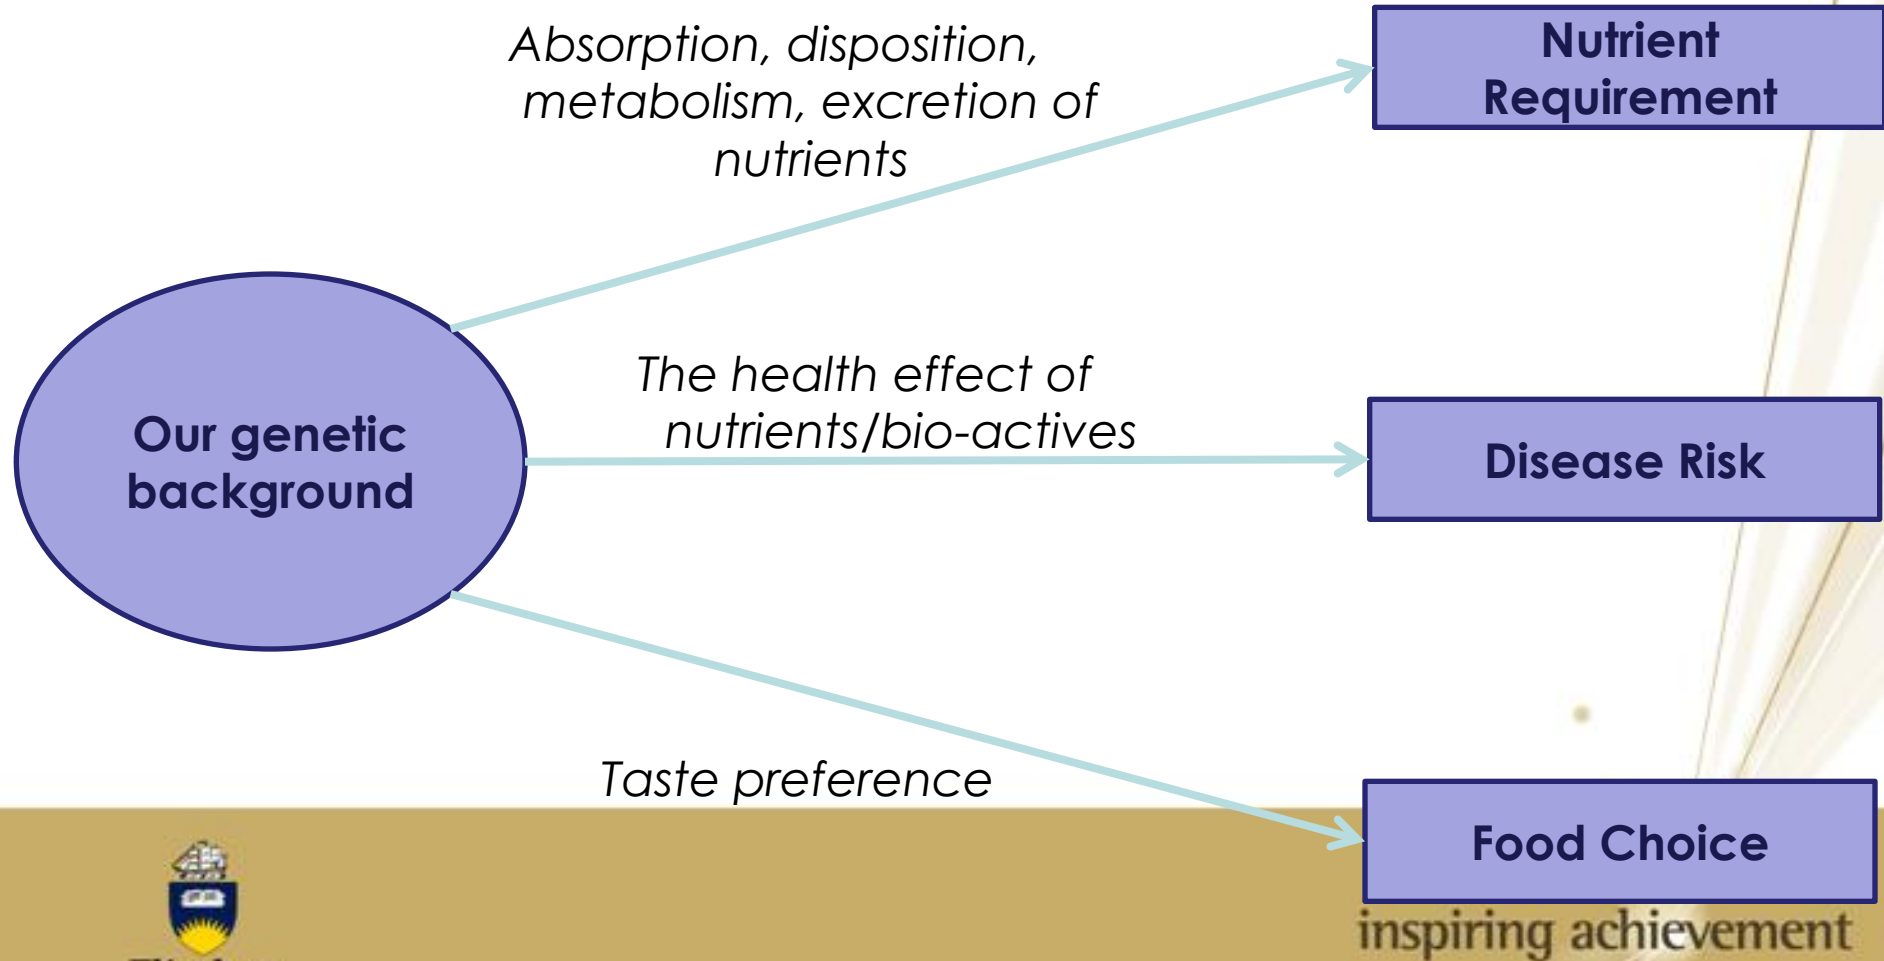 Absorption, disposition,
metabolism, excretion of
nutrients
Nutrient
Requirement
The health effect of
nutrients/bio-actives
Our genetic
background
Disease Risk
Taste preference
Food Choice
inspiring achievement